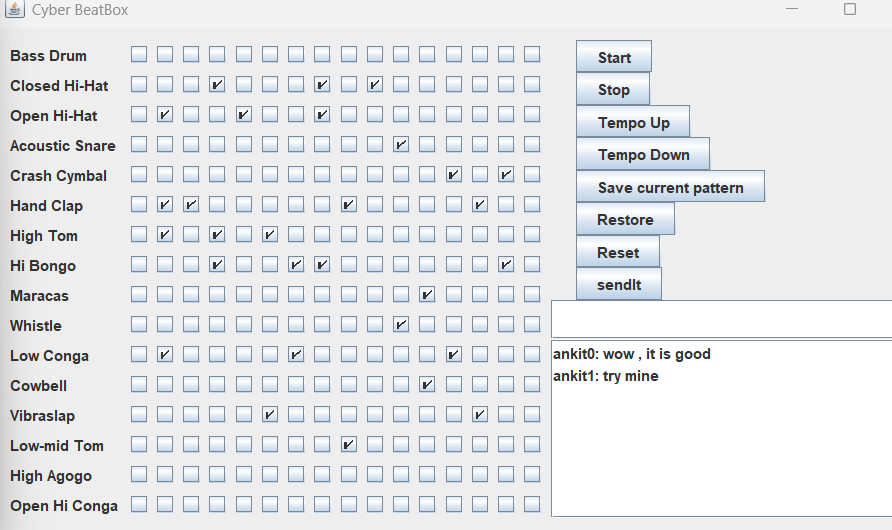 Cyber BeatBox
Bass Drum
Closed Hi-Hat
Open Hi-Hat
Acoustic Snare
Crash Cymbal
Hand Clap
High Tom
Hi Bongo
Maracas
Whistle
Low Conga
Cowbell
Vibraslap
Low-mid Tom
High Agogo
Open Hi Conga
Start
Stop
Tempo Up
Tempo Down
Save current pattern
Restore
Reset
sendIt
ankit0: wow , it is good
ankit1: try mine